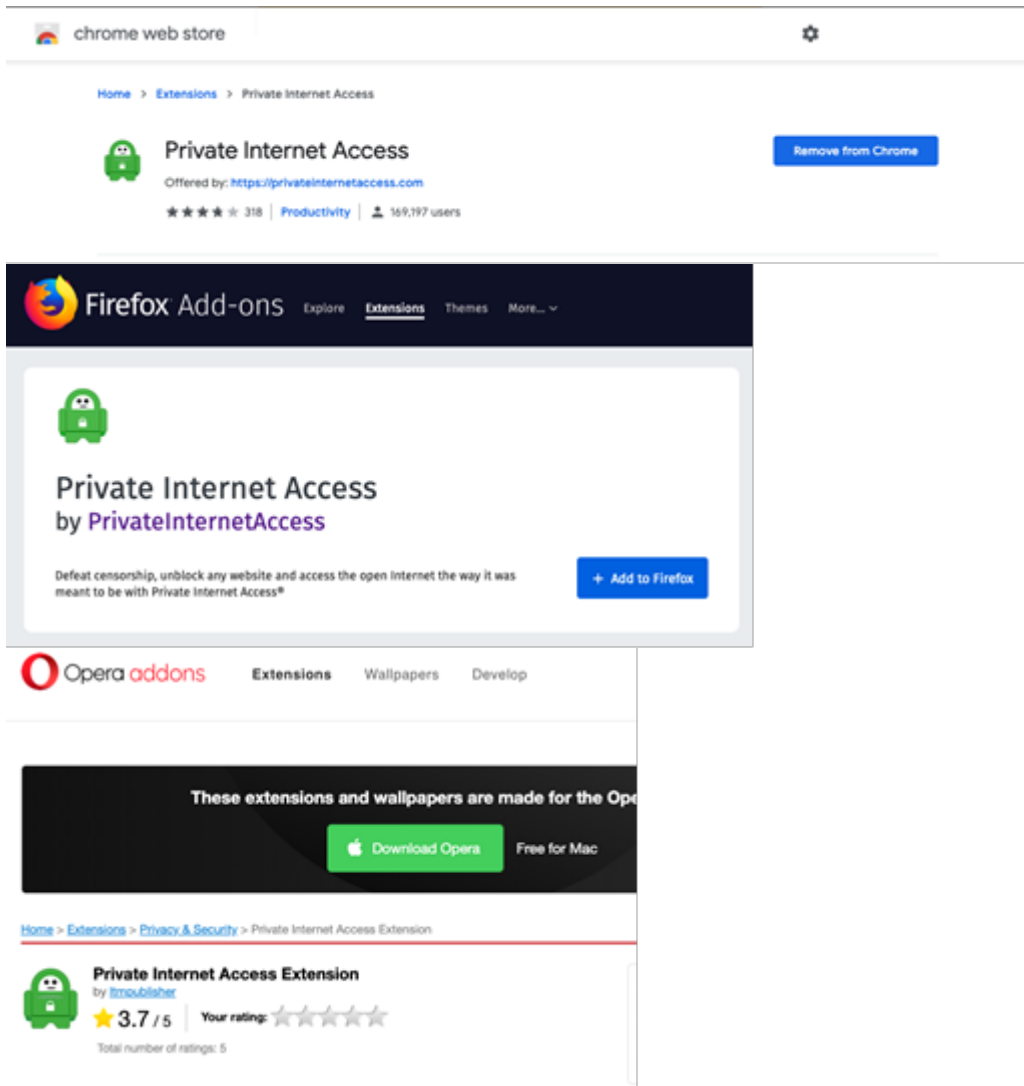 chrome web store
Home > Extensions > Private Internet Access
Private Internet Access
Remove from Chrome
Offered by: https://privateinternetaccess.com
318 | Productivity | 169,197 users
Firefox Add-ons Explore Extensions Themes More...
Private Internet Access
by PrivateInternetAccess
Defeat censorship, unblock any website and access the open Internet the way it was
meant to be with Private Internet Access®
+ Add to Firefox
Opera addons Extensions Wallpapers Develop
These extensions and wallpapers are made for the Ope
Download Opera Free for Mac
Home > Extensions > Privacy & Security > Private Internet Access Extension
Private Internet Access Extension
by ltmpublisher
3.7 / 5 Your rating:
Total number of ratings: 5